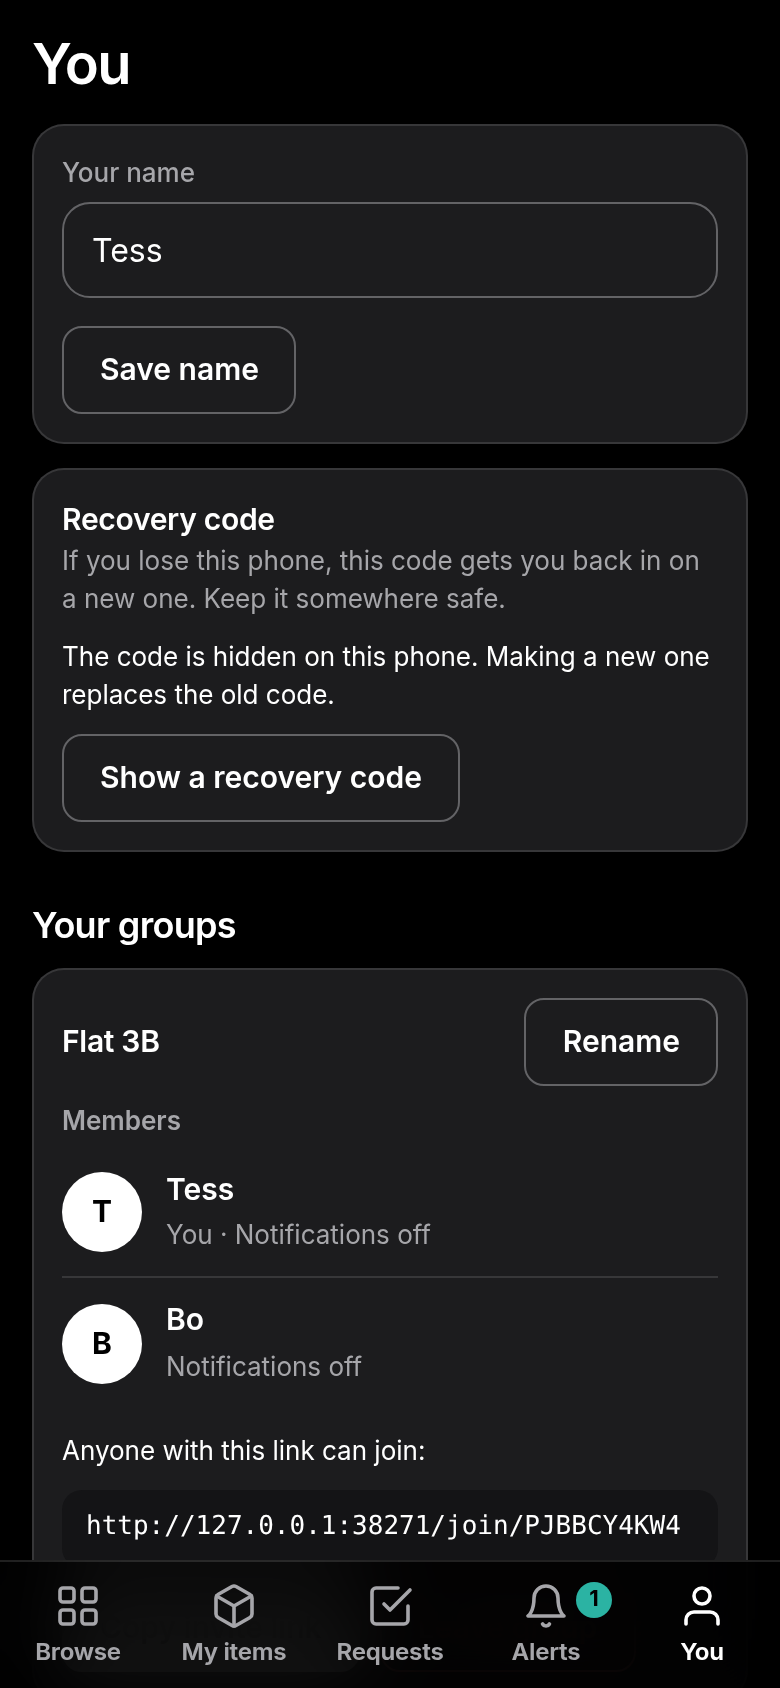 You
Your name
Tess
Save name
Recovery code
If you lose this phone, this code gets you back in on
a new one. Keep it somewhere safe.
The code is hidden on this phone. Making a new one
replaces the old code.
Show a recovery code
Your groups
Flat 3B
Rename
Members
T
Tess
You · Notifications off
B
Bo
Notifications off
Anyone with this link can join:
http://127.0.0.1:38271/join/PJBBCY4KW4
1
Browse
My items
Requests
Alerts
You